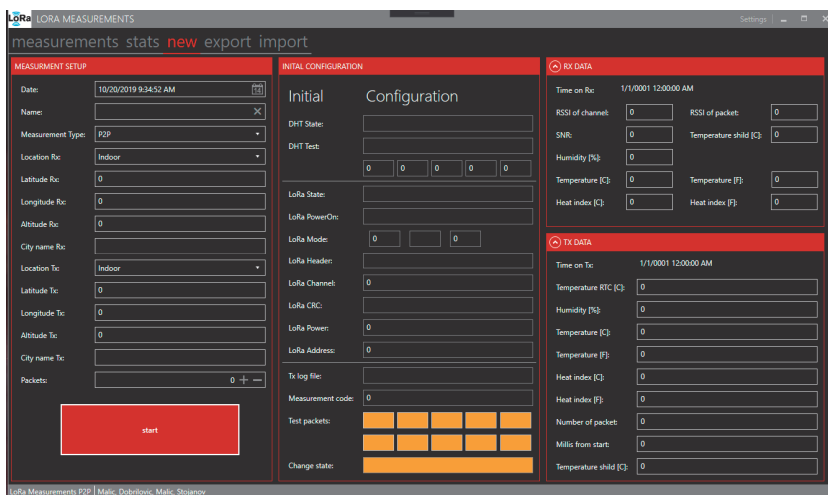 LoRa LORA MEASUREMENTS Settings
measurements stats new export import
MEASURMENT SETUP
Date: 10/20/2019 9:34:52 AM 14
Name:
Measurement Type: P2P
Location Rx: Indoor
Latitude Rx: 0
Longitude Rx: 0
Altitude Rx: 0
City name Rx:
Location Tx: Indoor
Latitude Tx: 0
Longitude Tx: 0
Altitude Tx: 0
City name Tx:
Packets: 0
start
INITAL CONFIGURATION
Initial Configuration
DHT State:
DHT Test:
0 0 0 0 0
LoRa State:
LoRa PowerOn:
LoRa Mode: 0 0
LoRa Header:
LoRa Channel: 0
LoRa CRC:
LoRa Power: 0
LoRa Address: 0
Tx log file:
Measurement code: 0
Test packets:
Change state:
RX DATA
Time on Rx: 1/1/0001 12:00:00 AM
RSSI of channel: 0 RSSI of packet: 0
SNR: 0 Temperature shild [C]: 0
Humidity [%]: 0
Temperature [C]: 0 Temperature [F]: 0
Heat index [C]: 0 Heat index [F]: 0
TX DATA
Time on Tx: 1/1/0001 12:00:00 AM
Temperature RTC [C]: 0
Humidity [%]: 0
Temperature [C]: 0
Temperature [F]: 0
Heat index [C]: 0
Heat index [F]: 0
Number of packet: 0
Millis from start: 0
Temperature shild [C]: 0
LoRa Measurements P2P Malic, Dobrilovic, Malic, Stojanov